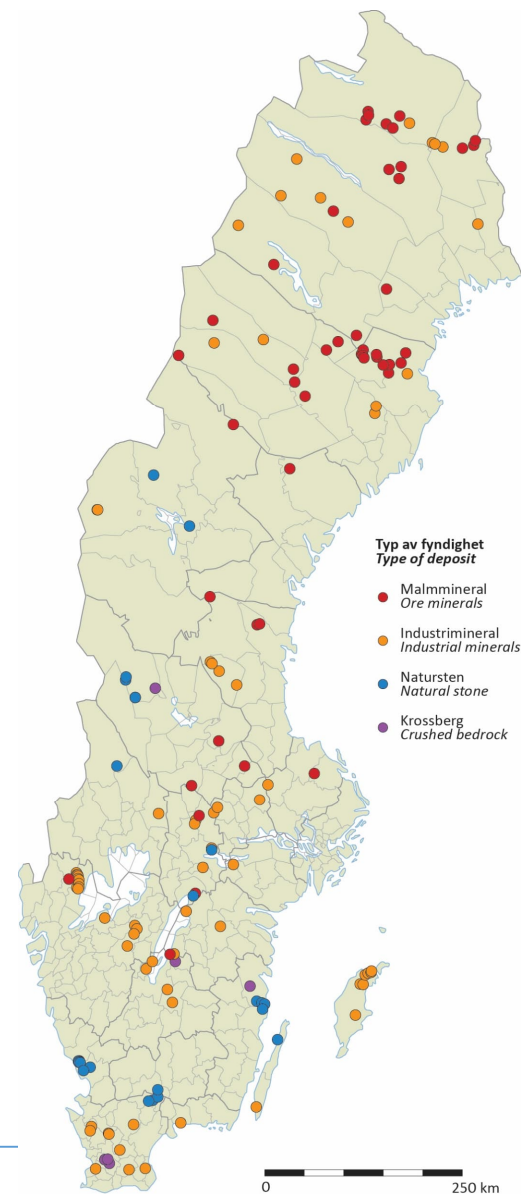 Typ av fyndighet
Type of deposit
Malmmineral
Ore minerals
Industrimineral
Industrial minerals
Natursten
Natural stone
Krossberg
Crushed bedrock
0
250 km